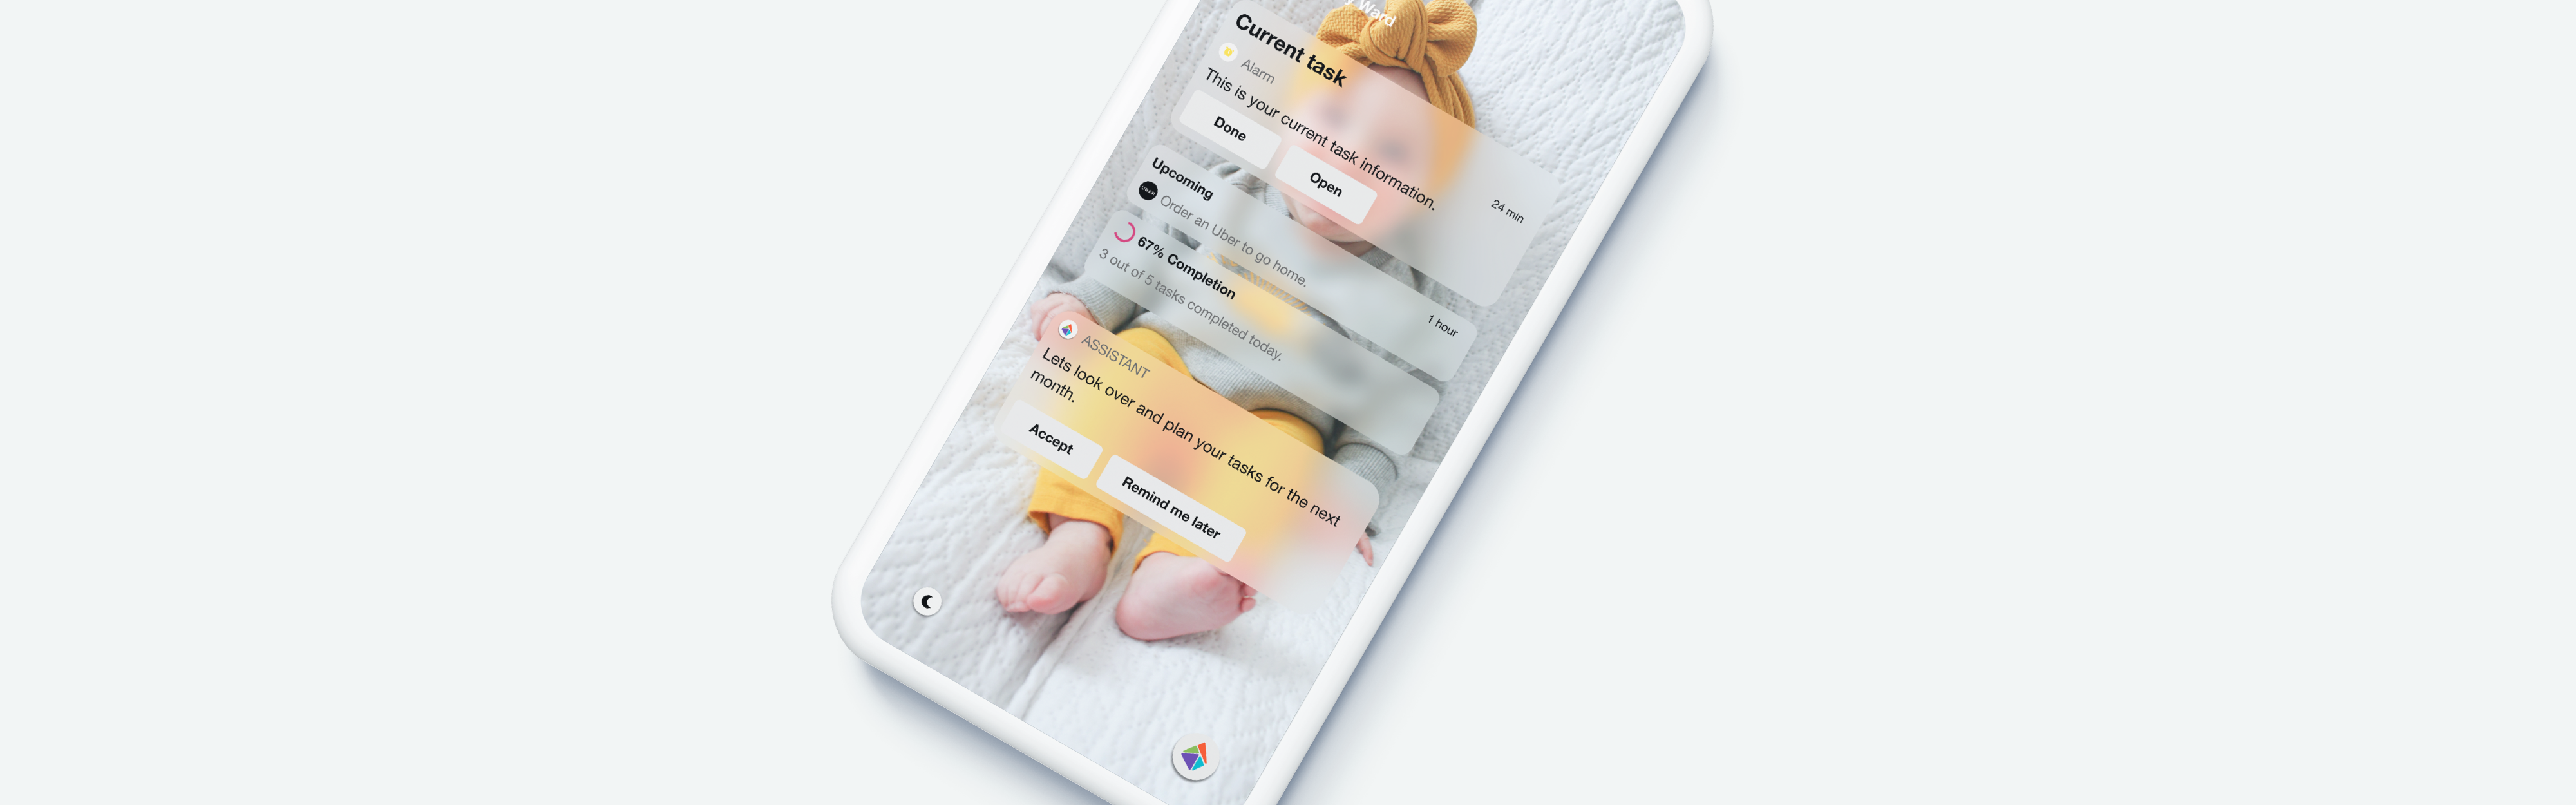 Ward
Current task
Alarm
This is your current task information.
24 min
Done
Open
Upcoming
UBER
Order an Uber to go home.
1 hour
67% Completion
3 out of 5 tasks completed today.
ASSISTANT
Lets look over and plan your tasks for the next
month.
Accept
Remind me later